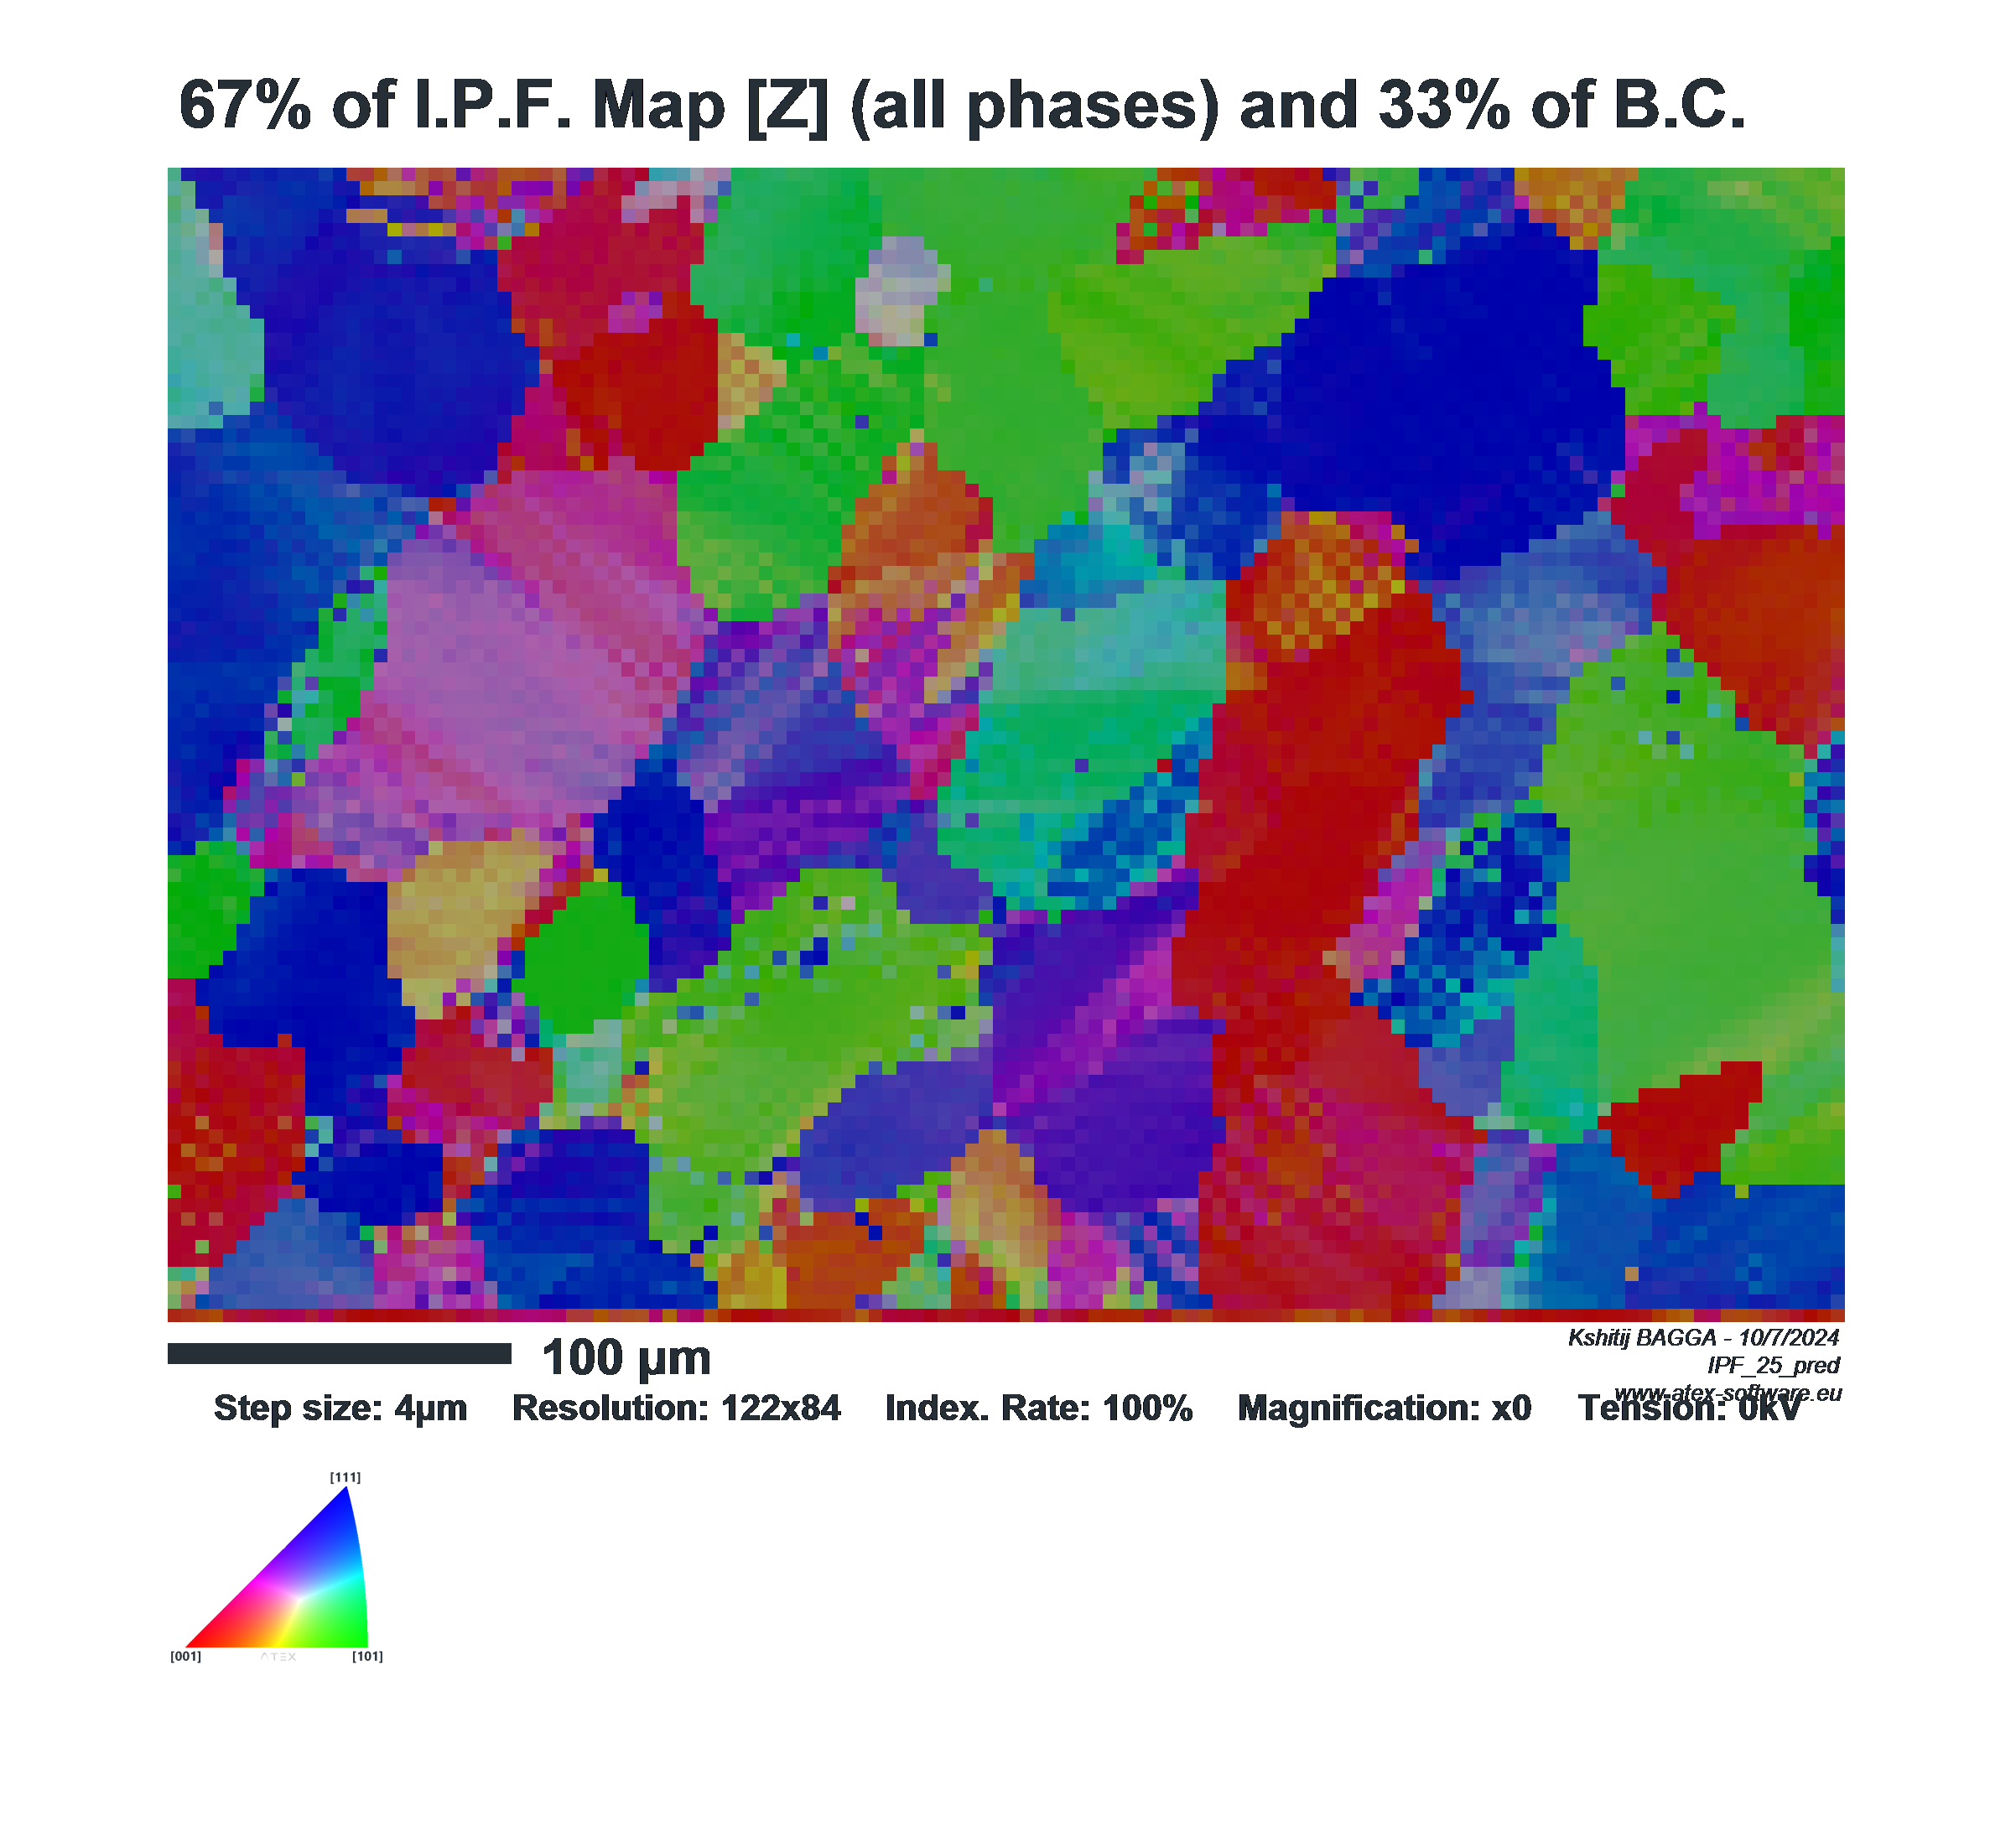 67% of I.P.F. Map [Z] (all phases) and 33% of B.C.
100 µm
Kshitij BAGGA - 10/7/2024
IPF_25_pred
www.atex-software.eu
Step size: 4µm Resolution: 122x84 Index. Rate: 100% Magnification: x0 Tension: 0kV
[111]
[001] ATEX [101]